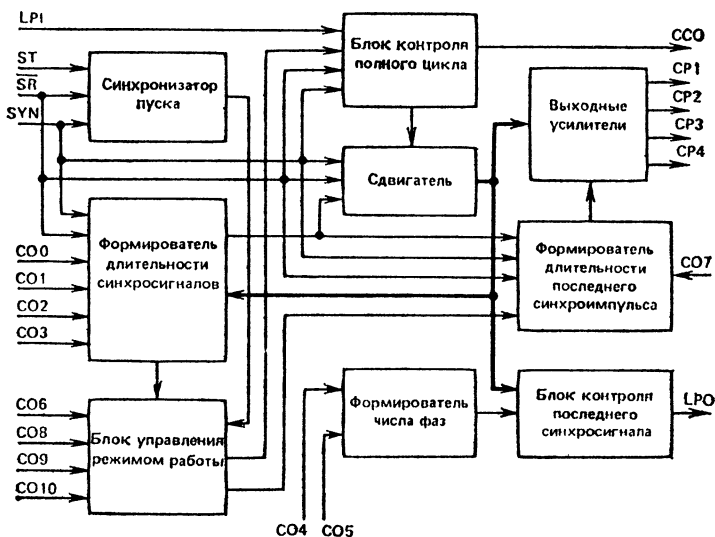 LPI
ST
SR
SYN
Синхронизатор
пуска
Блок контроля
полного цикла
CCO
Выходные
усилители
CP1
CP2
CP3
CP4
Сдвигатель
Формирователь
длительности
синхросигналов
CO0
CO1
CO2
CO3
Формирователь
длительности
последнего
синхроимпульса
CO7
CO6
CO8
CO9
CO10
Блок управления
режимом работы
Формирователь
числа фаз
Блок контроля
последнего
синхросигнала
LPO
CO4
CO5